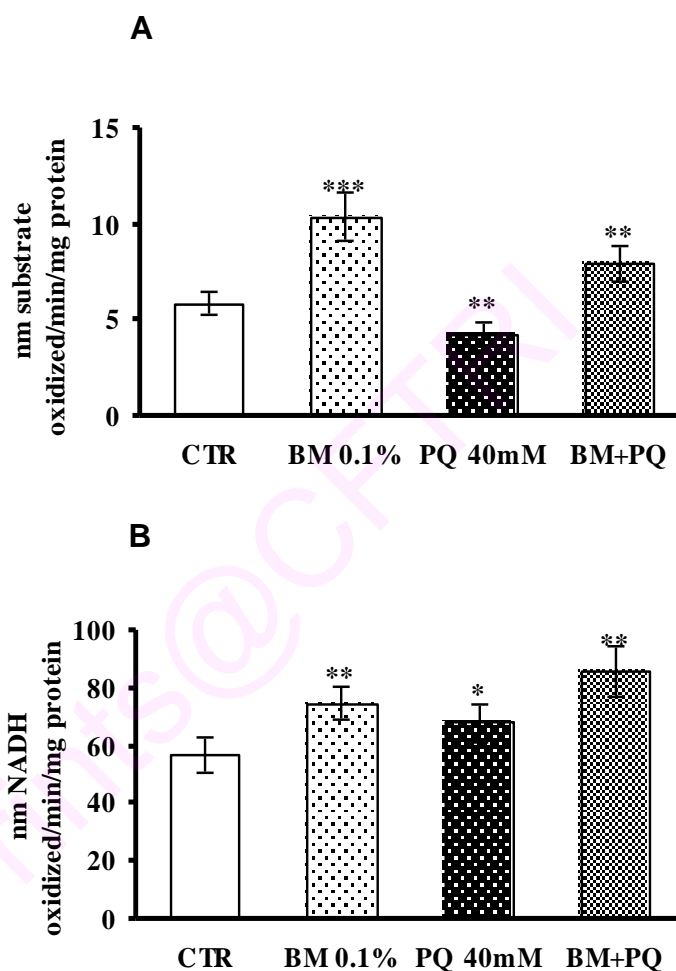 A
nm substrate
oxidized/min/mg protein
15
10
5
0
***
**
**
CTR BM 0.1% PQ 40mM BM+PQ
B
nm NADH
oxidized/min/mg protein
100
80
60
40
20
0
**
*
**
CTR BM 0.1% PQ 40mM BM+PQ
ints@CFTRI